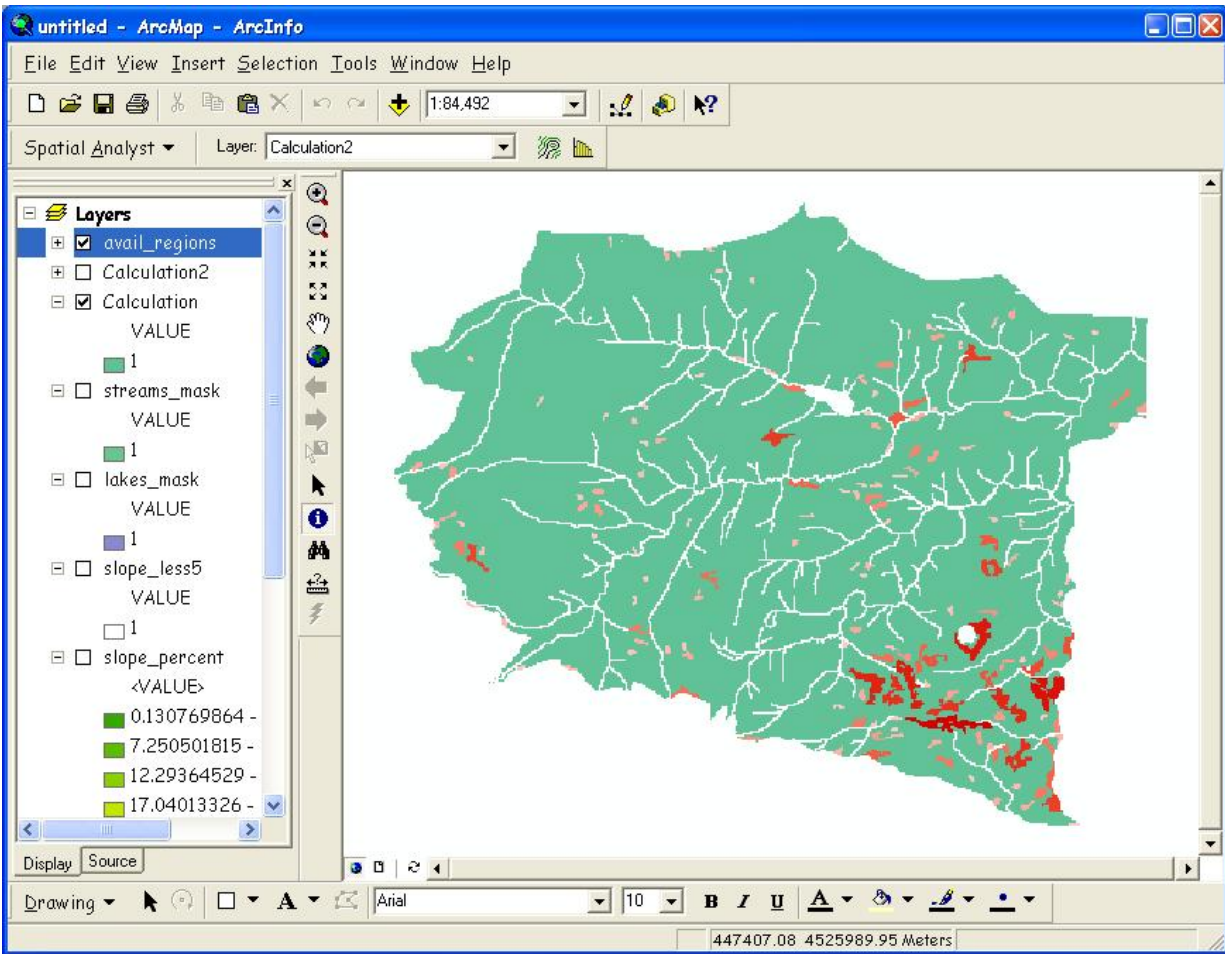 untitled - ArcMap - ArcInfo
File Edit View Insert Selection Tools Window Help
1:84,492
Spatial Analyst Layer: Calculation2
Layers
avail_regions
Calculation2
Calculation
VALUE
1
streams_mask
VALUE
1
lakes_mask
VALUE
1
slope_less5
VALUE
1
slope_percent
<VALUE>
0.130769864 -
7.250501815 -
12.29364529 -
17.04013326 -
Display Source
Drawing A Arial 10 B I U A
447407.08 4525989.95 Meters